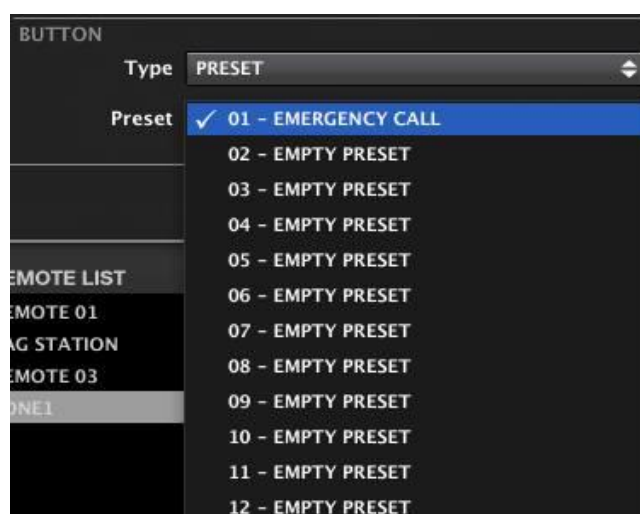 BUTTON
Type PRESET
Preset ✓ 01 – EMERGENCY CALL
02 – EMPTY PRESET
03 – EMPTY PRESET
04 – EMPTY PRESET
05 – EMPTY PRESET
06 – EMPTY PRESET
07 – EMPTY PRESET
08 – EMPTY PRESET
09 – EMPTY PRESET
10 – EMPTY PRESET
11 – EMPTY PRESET
12 – EMPTY PRESET
EMOTE LIST
EMOTE 01
AG STATION
EMOTE 03
ONE1